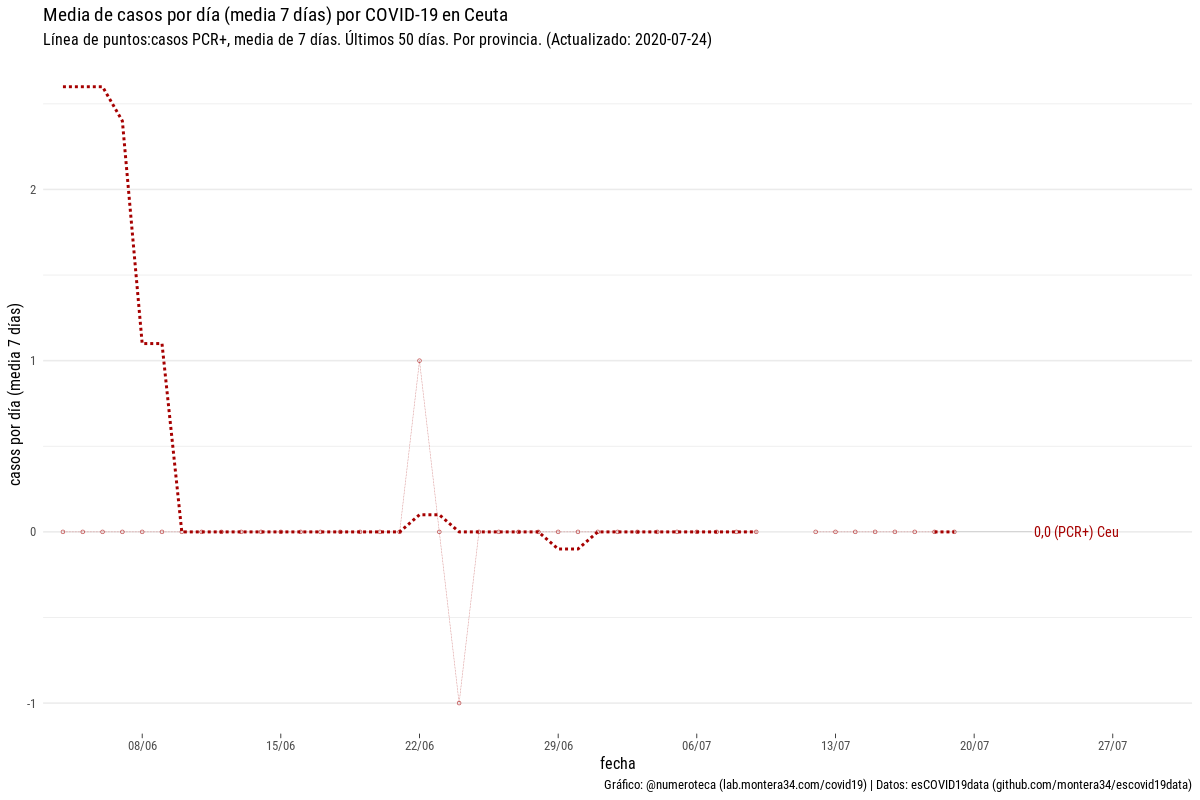 Media de casos por día (media 7 días) por COVID-19 en Ceuta
Línea de puntos:casos PCR+, media de 7 días. Últimos 50 días. Por provincia. (Actualizado: 2020-07-24)
casos por día (media 7 días)
2
1
0
-1
0,0 (PCR+) Ceu
08/06 15/06 22/06 29/06 06/07 13/07 20/07 27/07
fecha
Gráfico: @numeroteca (lab.montera34.com/covid19) | Datos: esCOVID19data (github.com/montera34/escovid19data)